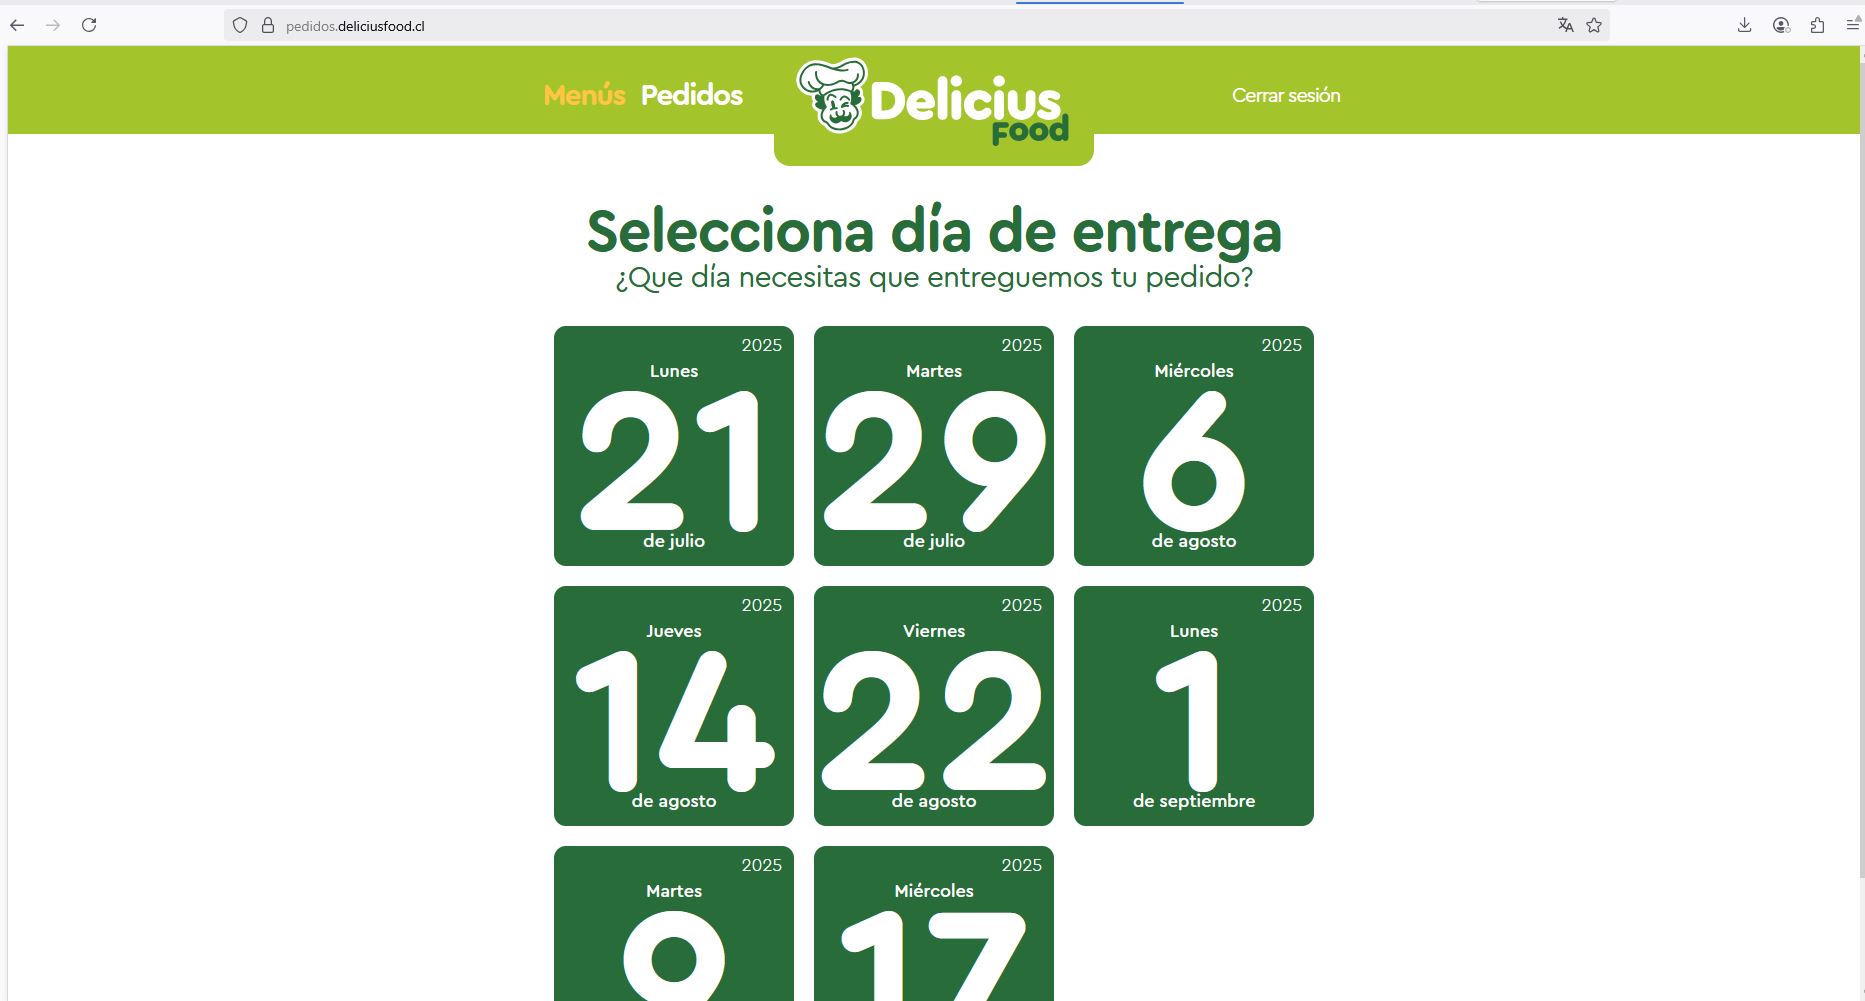 pedidos.deliciusfood.cl
Menús Pedidos
Delicius
Food
Cerrar sesión
Selecciona día de entrega
¿Que día necesitas que entreguemos tu pedido?
2025
Lunes
21
de julio
2025
Martes
29
de julio
2025
Miércoles
6
de agosto
2025
Jueves
14
de agosto
2025
Viernes
22
de agosto
2025
Lunes
1
de septiembre
2025
Martes
9
2025
Miércoles
17